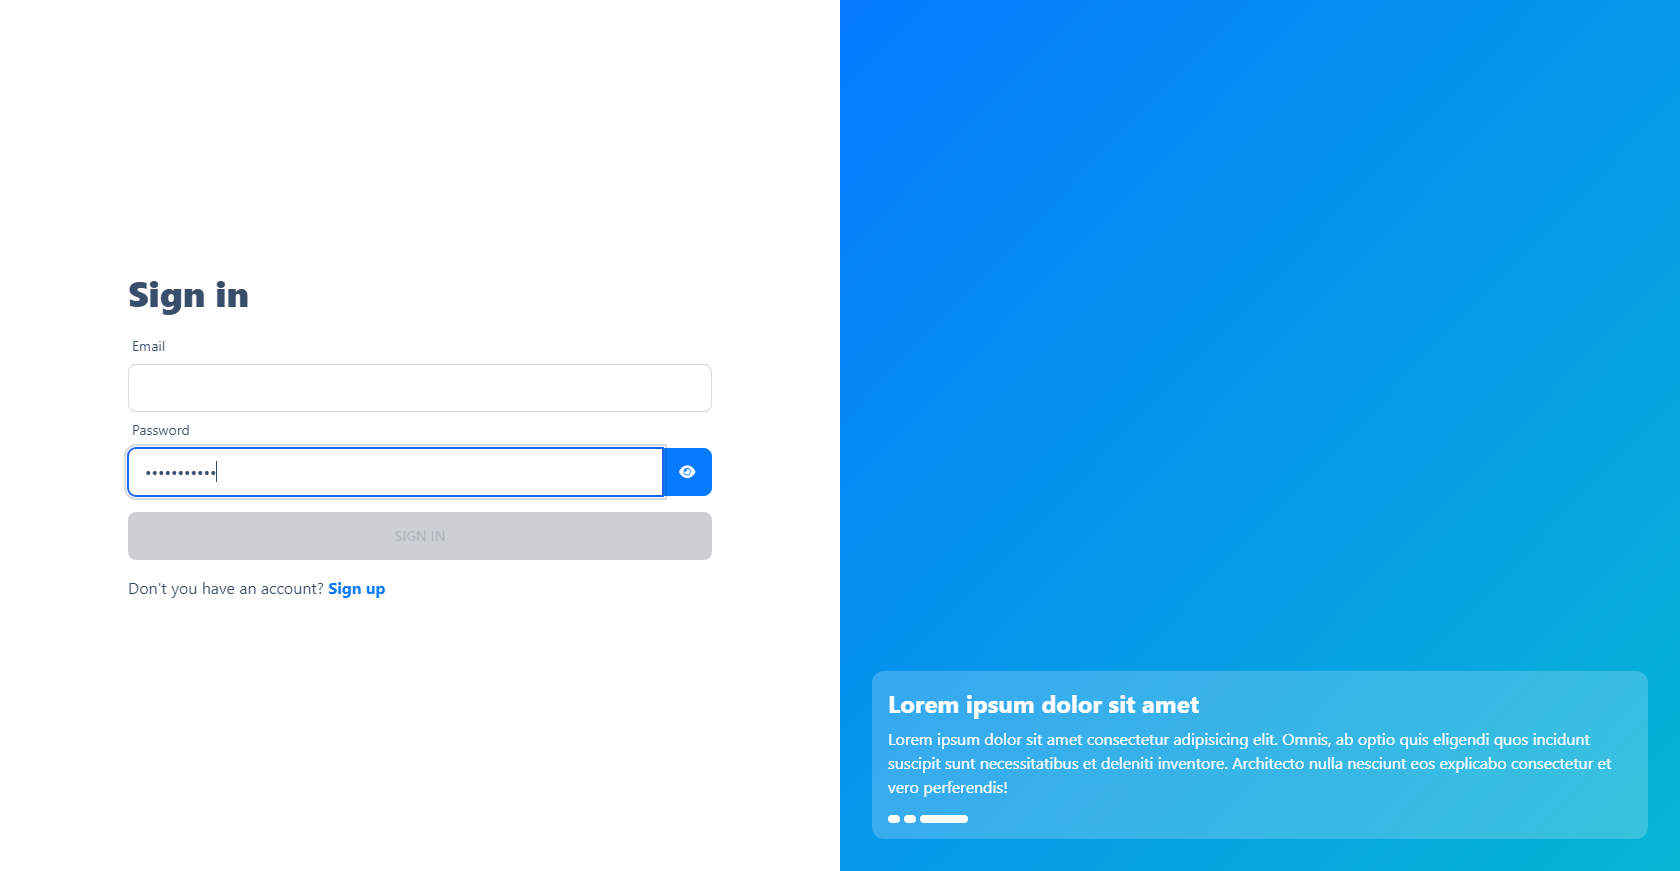 Sign in
Email
Password
•••••••••••
SIGN IN
Don't you have an account? Sign up
Lorem ipsum dolor sit amet
Lorem ipsum dolor sit amet consectetur adipisicing elit. Omnis, ab optio quis eligendi quos incidunt
suscipit sunt necessitatibus et deleniti inventore. Architecto nulla nesciunt eos explicabo consectetur et
vero perferendis!